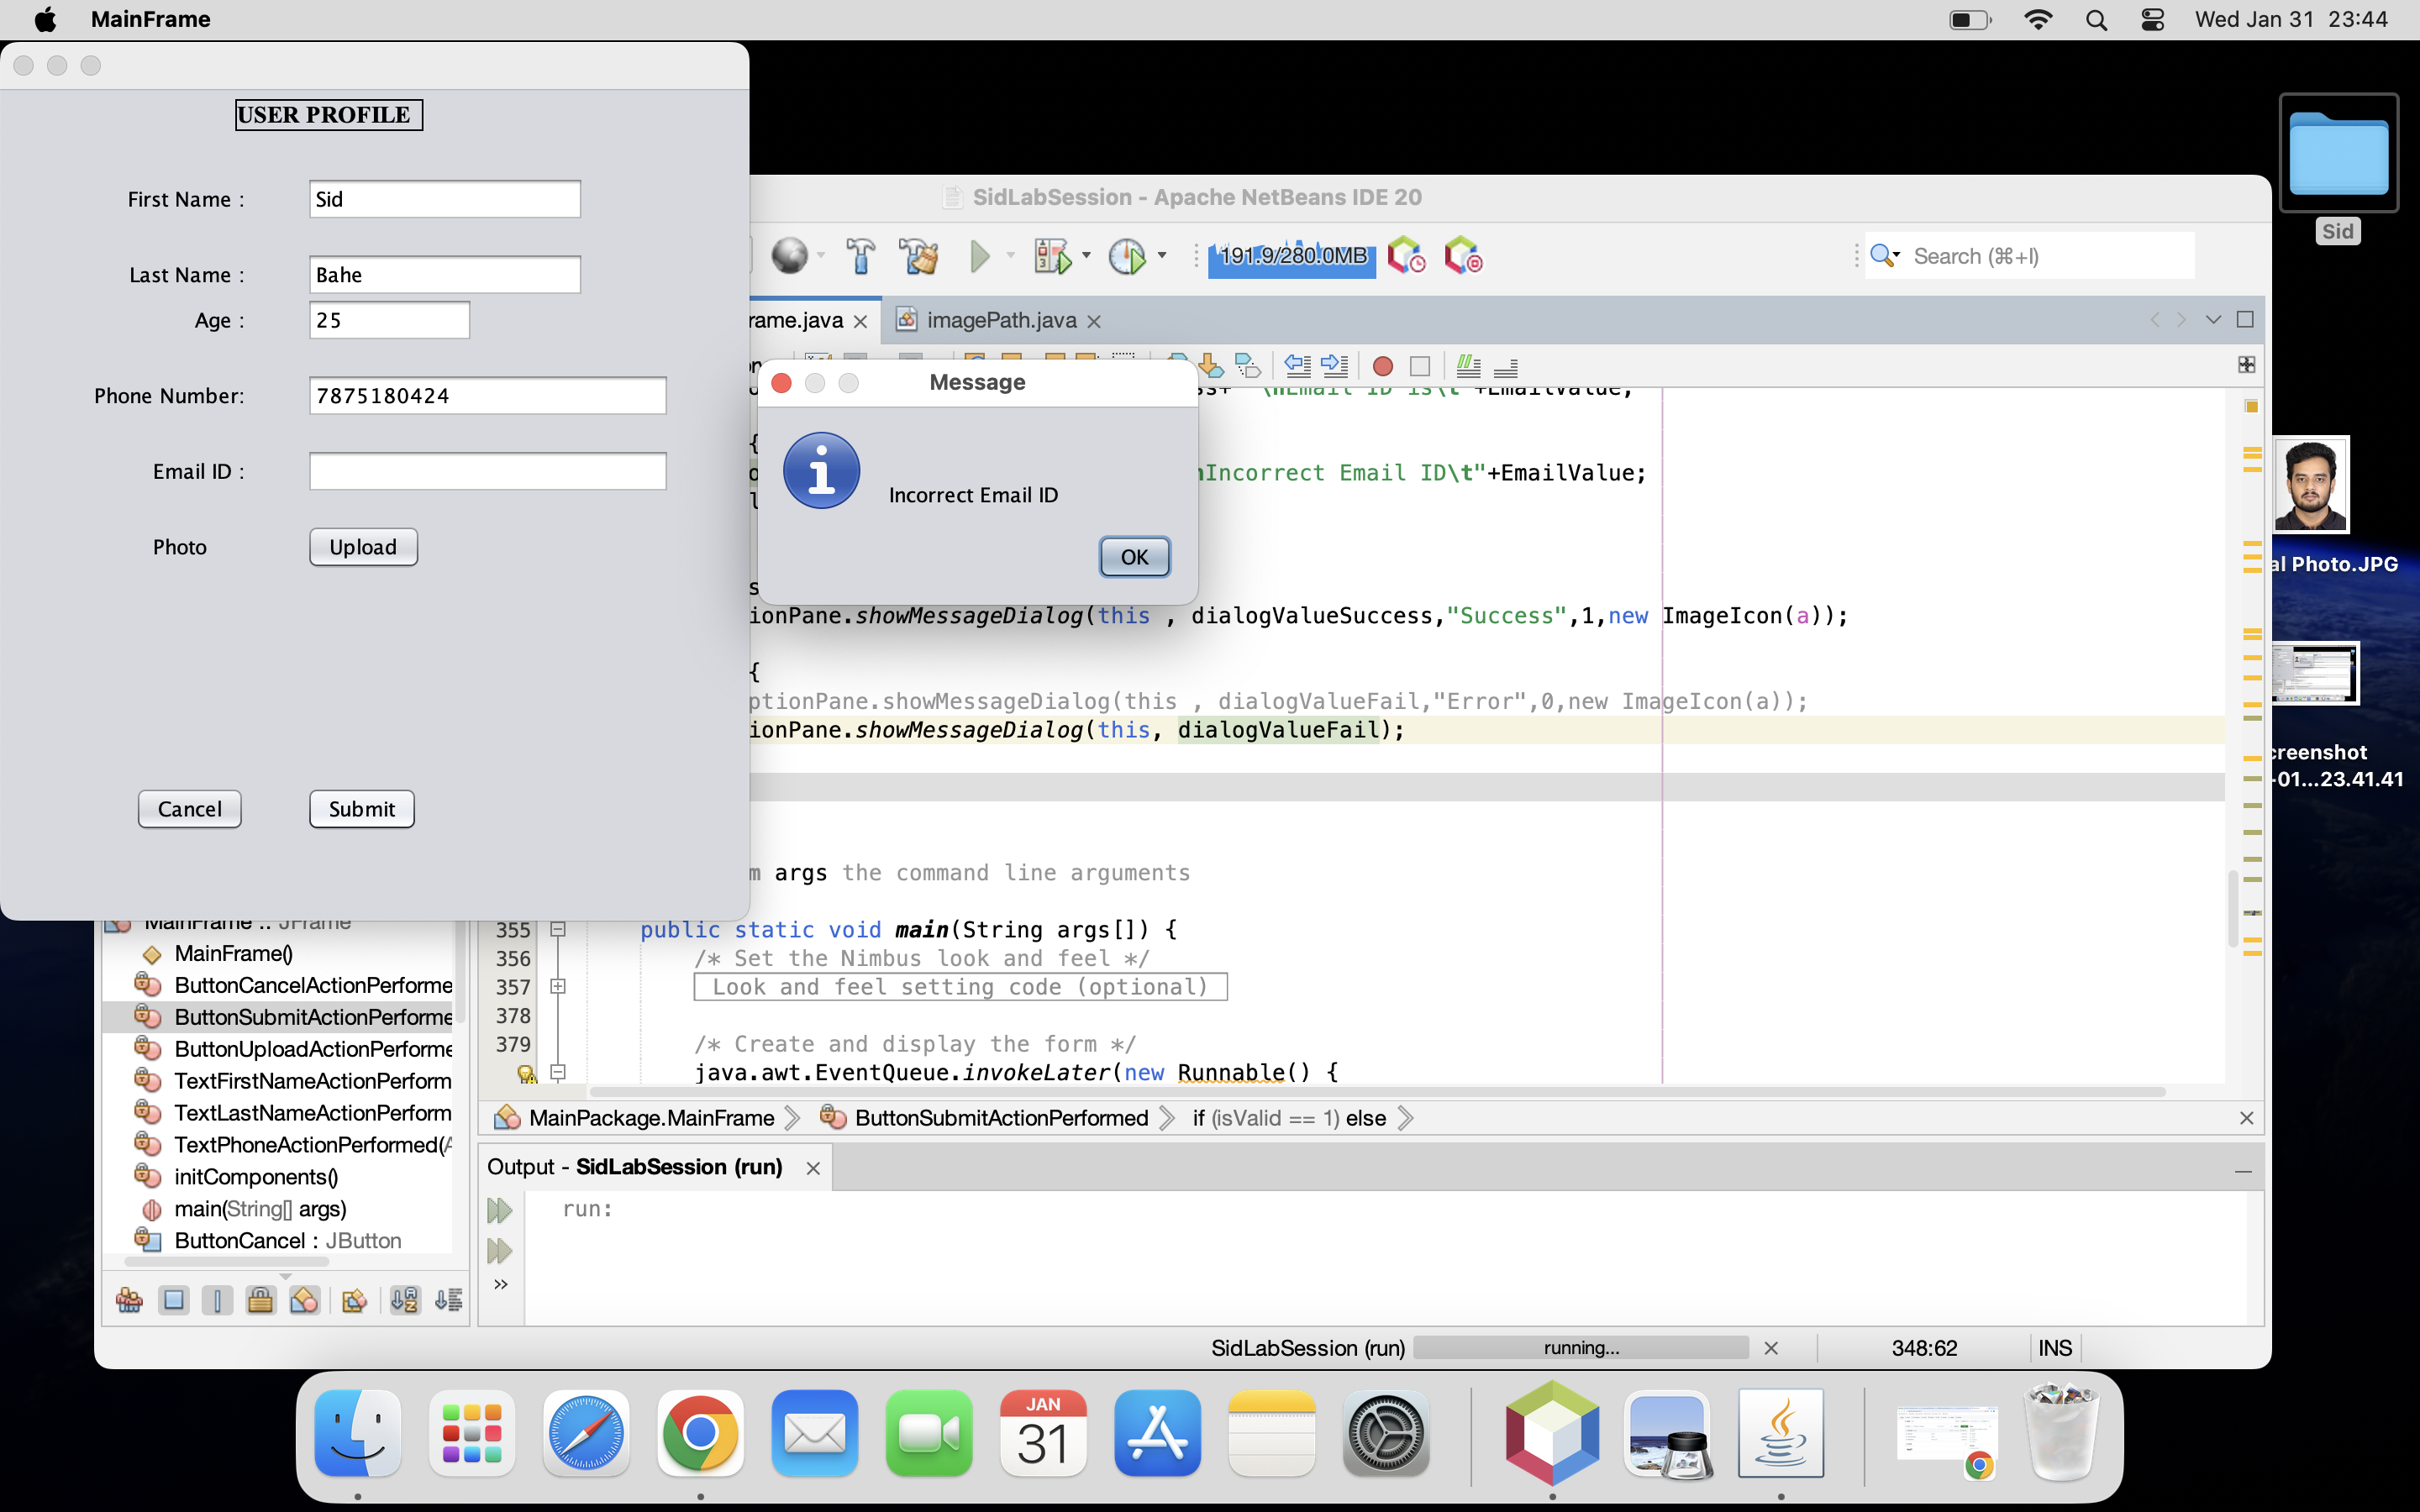 MainFrame
Wed Jan 31 23:44
USER PROFILE
First Name :
Sid
Last Name :
Bahe
Age :
25
Phone Number:
7875180424
Email ID :
Photo
Upload
Cancel
Submit
SidLabSession - Apache NetBeans IDE 20
191.9/280.0MB
Search (⌘+I)
rame.java
imagePath.java
Message
Incorrect Email ID
OK
\nEmail ID is\t"+EmailValue;
{
Incorrect Email ID\t"+EmailValue;
ionPane.showMessageDialog(this , dialogValueSuccess,"Success",1,new ImageIcon(a));
{
ptionPane.showMessageDialog(this , dialogValueFail,"Error",0,new ImageIcon(a));
ionPane.showMessageDialog(this, dialogValueFail);
args the command line arguments
355 public static void main(String args[]) {
356 /* Set the Nimbus look and feel */
357 Look and feel setting code (optional)
378
379 /* Create and display the form */
java.awt.EventQueue.invokeLater(new Runnable() {
MainFrame :: JFrame
MainFrame()
ButtonCancelActionPerforme
ButtonSubmitActionPerforme
ButtonUploadActionPerforme
TextFirstNameActionPerform
TextLastNameActionPerform
TextPhoneActionPerformed(A
initComponents()
main(String[] args)
ButtonCancel : JButton
MainPackage.MainFrame
ButtonSubmitActionPerformed
if (isValid == 1) else
Output - SidLabSession (run)
run:
SidLabSession (run)
running...
348:62
INS
Sid
al Photo.JPG
creenshot
-01...23.41.41
JAN
31